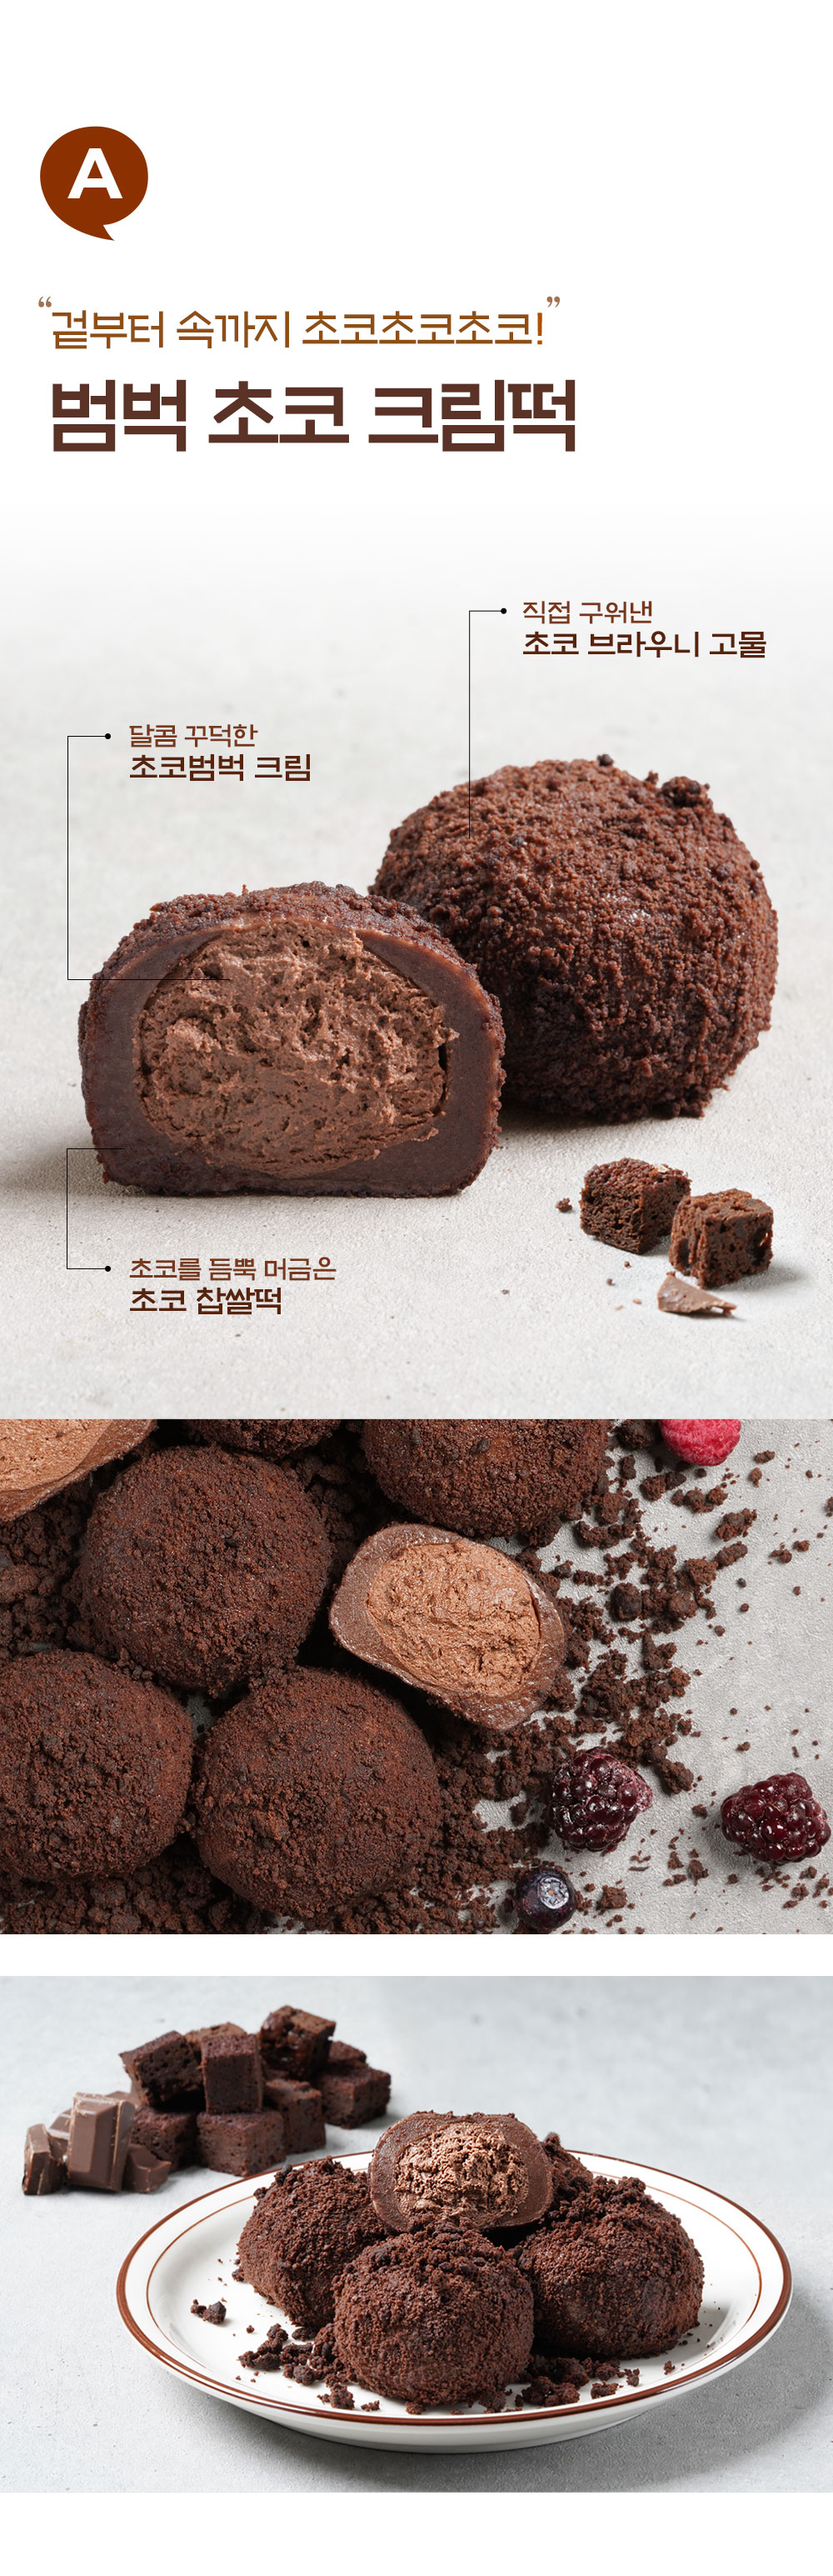 A
“겉부터 속까지 초코초코초코!”
범벅 초코 크림떡
직접 구워낸
초코 브라우니 고물
달콤 꾸덕한
초코범벅 크림
초코를 듬뿍 머금은
초코 찹쌀떡